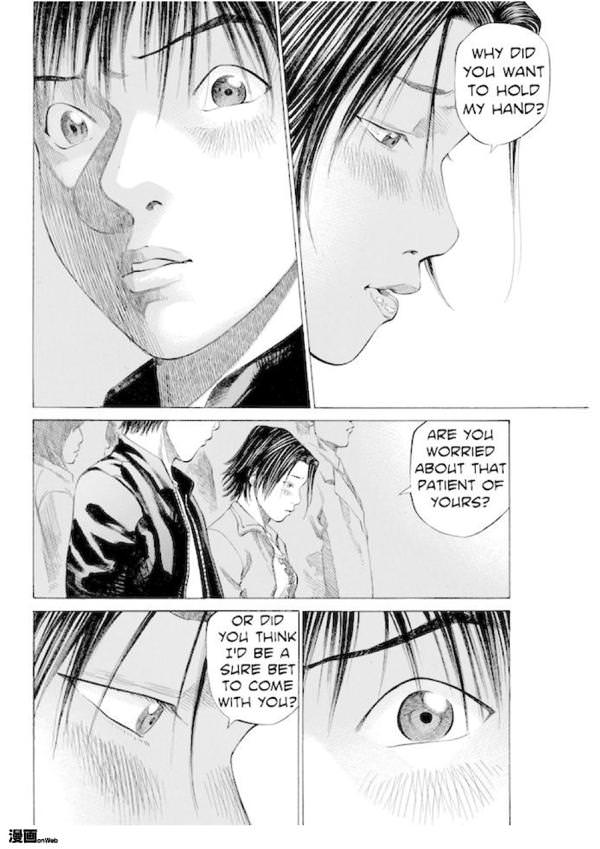 WHY DID
YOU WANT
TO HOLD
MY HAND?
ARE YOU
WORRIED
ABOUT THAT
PATIENT OF
YOURS?
OR DID
YOU THINK
I'D BE A
SURE BET
TO COME
WITH YOU?
漫画onWeb